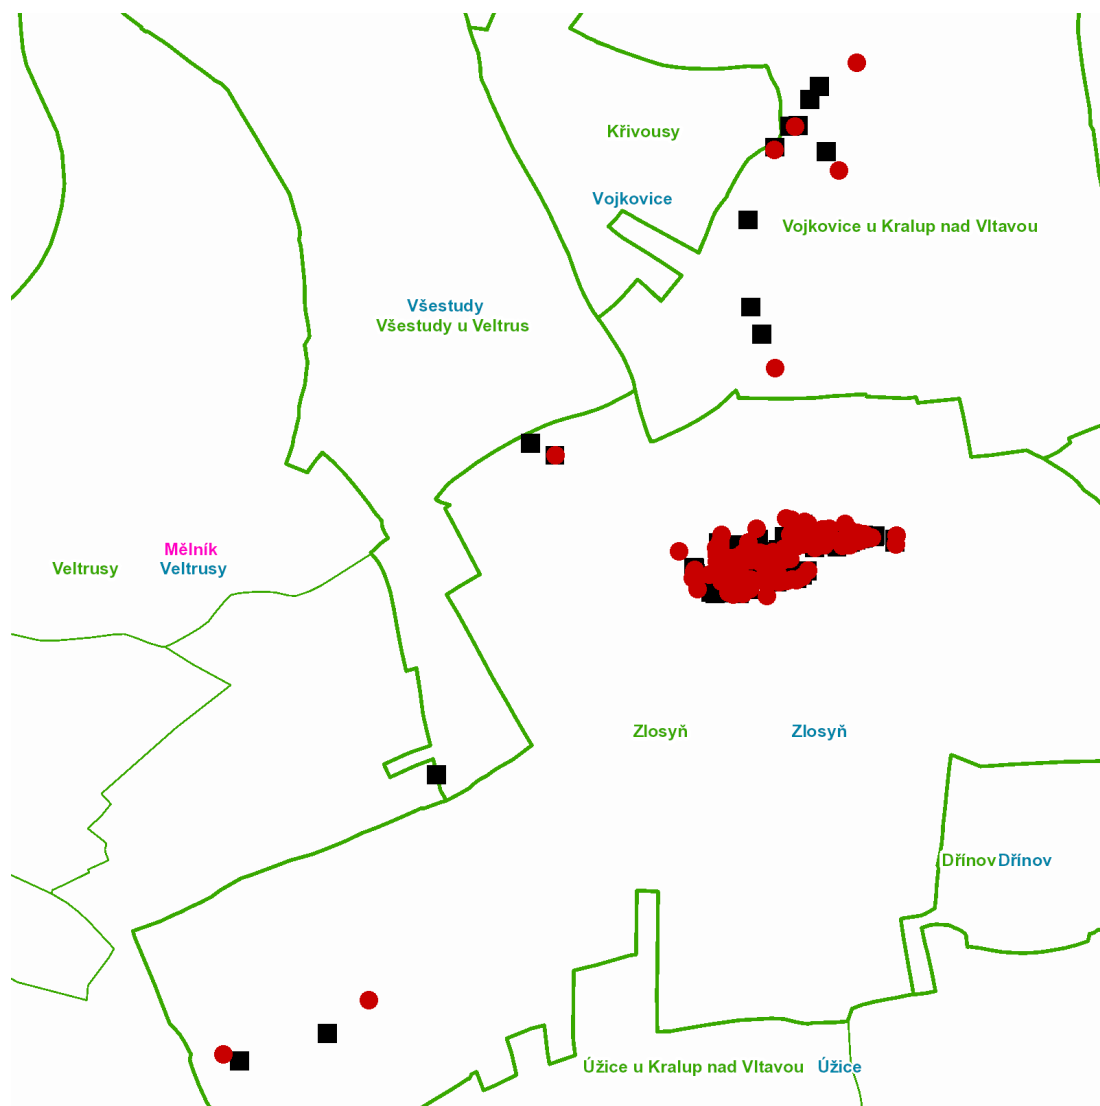 Křivousy
Vojkovice
Vojkovice u Kralup nad Vltavou
Všestudy
Všestudy u Veltrus
Mělník
Veltrusy Veltrusy
Zlosyň Zlosyň
Dřínov Dřínov
Úžice u Kralup nad Vltavou Úžice